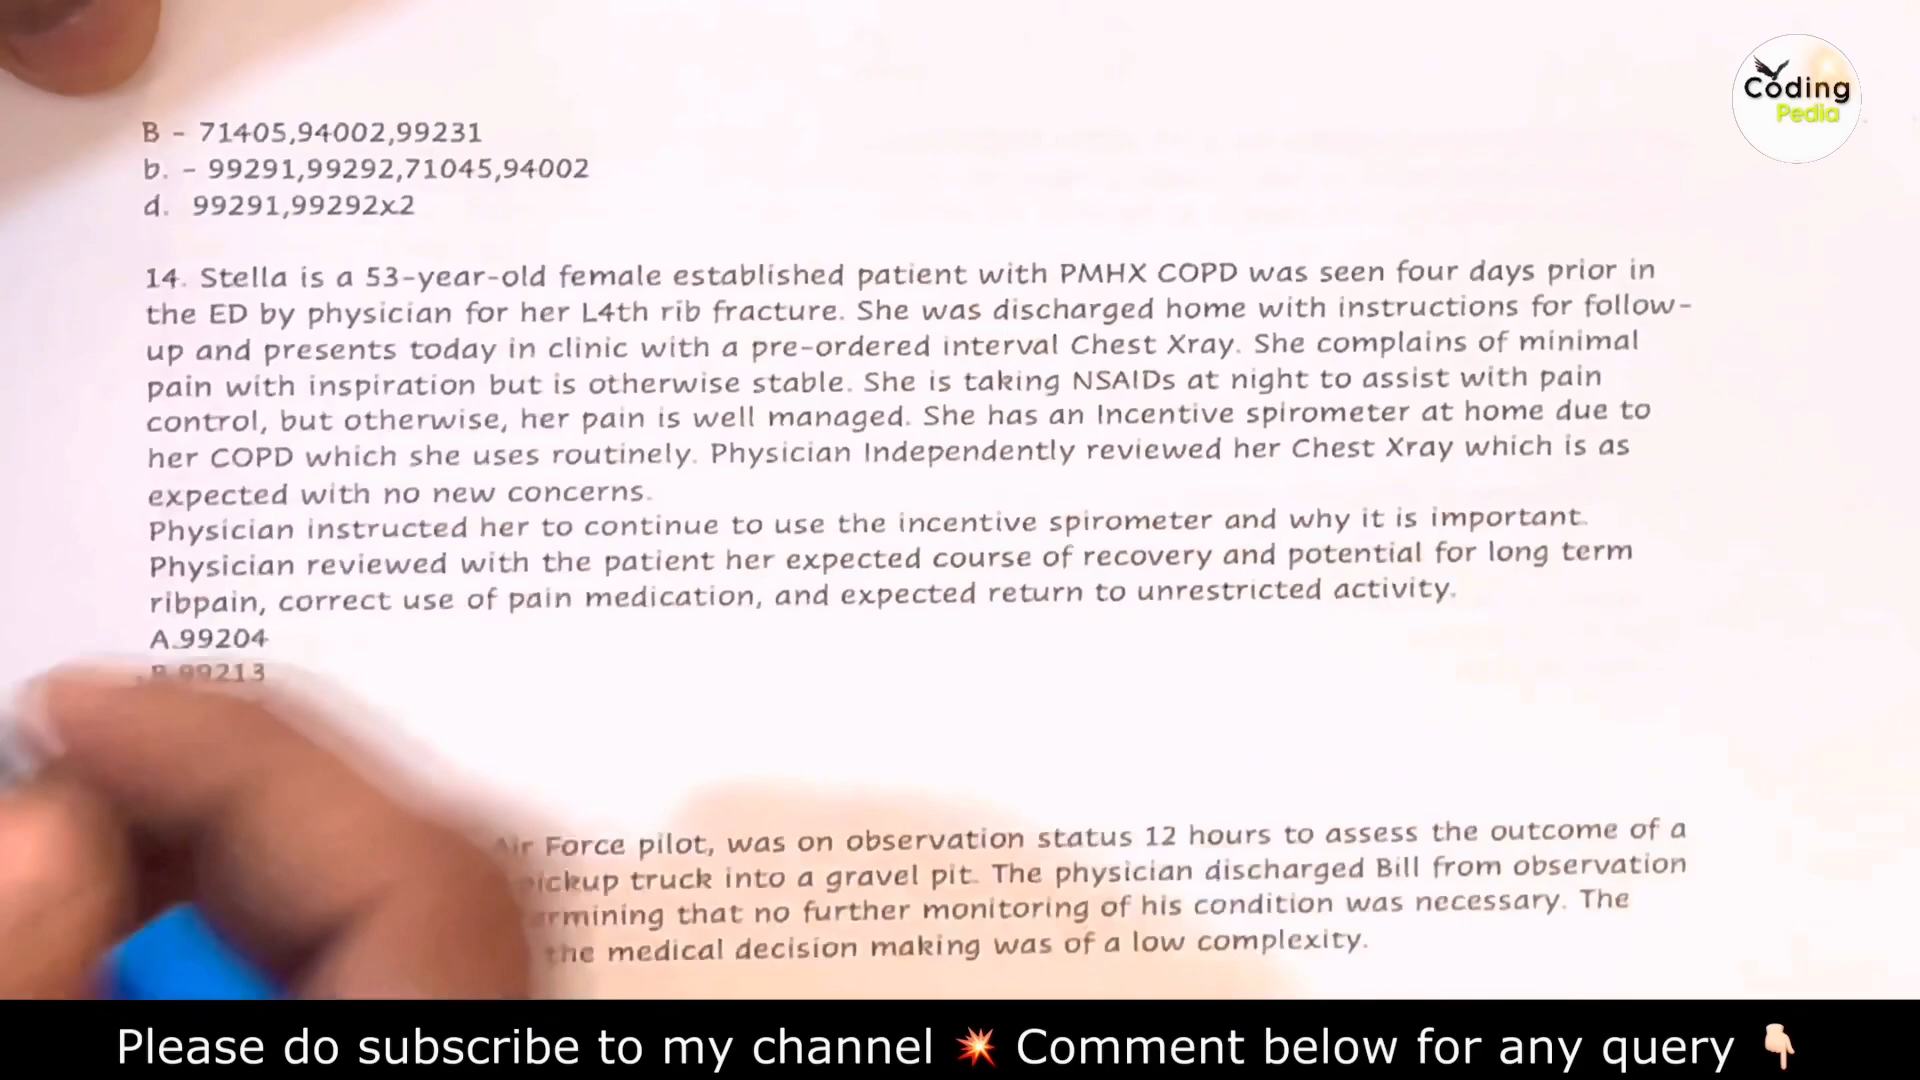 Coding
Pedia
B - 71405,94002,99231
b. - 99291,99292,71045,94002
d. 99291,99292x2
14. Stella is a 53-year-old female established patient with PMHX COPD was seen four days prior in
the ED by physician for her L4th rib fracture. She was discharged home with instructions for follow-
up and presents today in clinic with a pre-ordered interval Chest Xray. She complains of minimal
pain with inspiration but is otherwise stable. She is taking NSAIDs at night to assist with pain
control, but otherwise, her pain is well managed. She has an Incentive spirometer at home due to
her COPD which she uses routinely. Physician Independently reviewed her Chest Xray which is as
expected with no new concerns.
Physician instructed her to continue to use the incentive spirometer and why it is important.
Physician reviewed with the patient her expected course of recovery and potential for long term
ribpain, correct use of pain medication, and expected return to unrestricted activity.
A.99204
B.99213
Air Force pilot, was on observation status 12 hours to assess the outcome of a
pickup truck into a gravel pit. The physician discharged Bill from observation
that no further monitoring of his condition was necessary. The
the medical decision making was of a low complexity.
Please do subscribe to my channel 💥 Comment below for any query 👇🏻